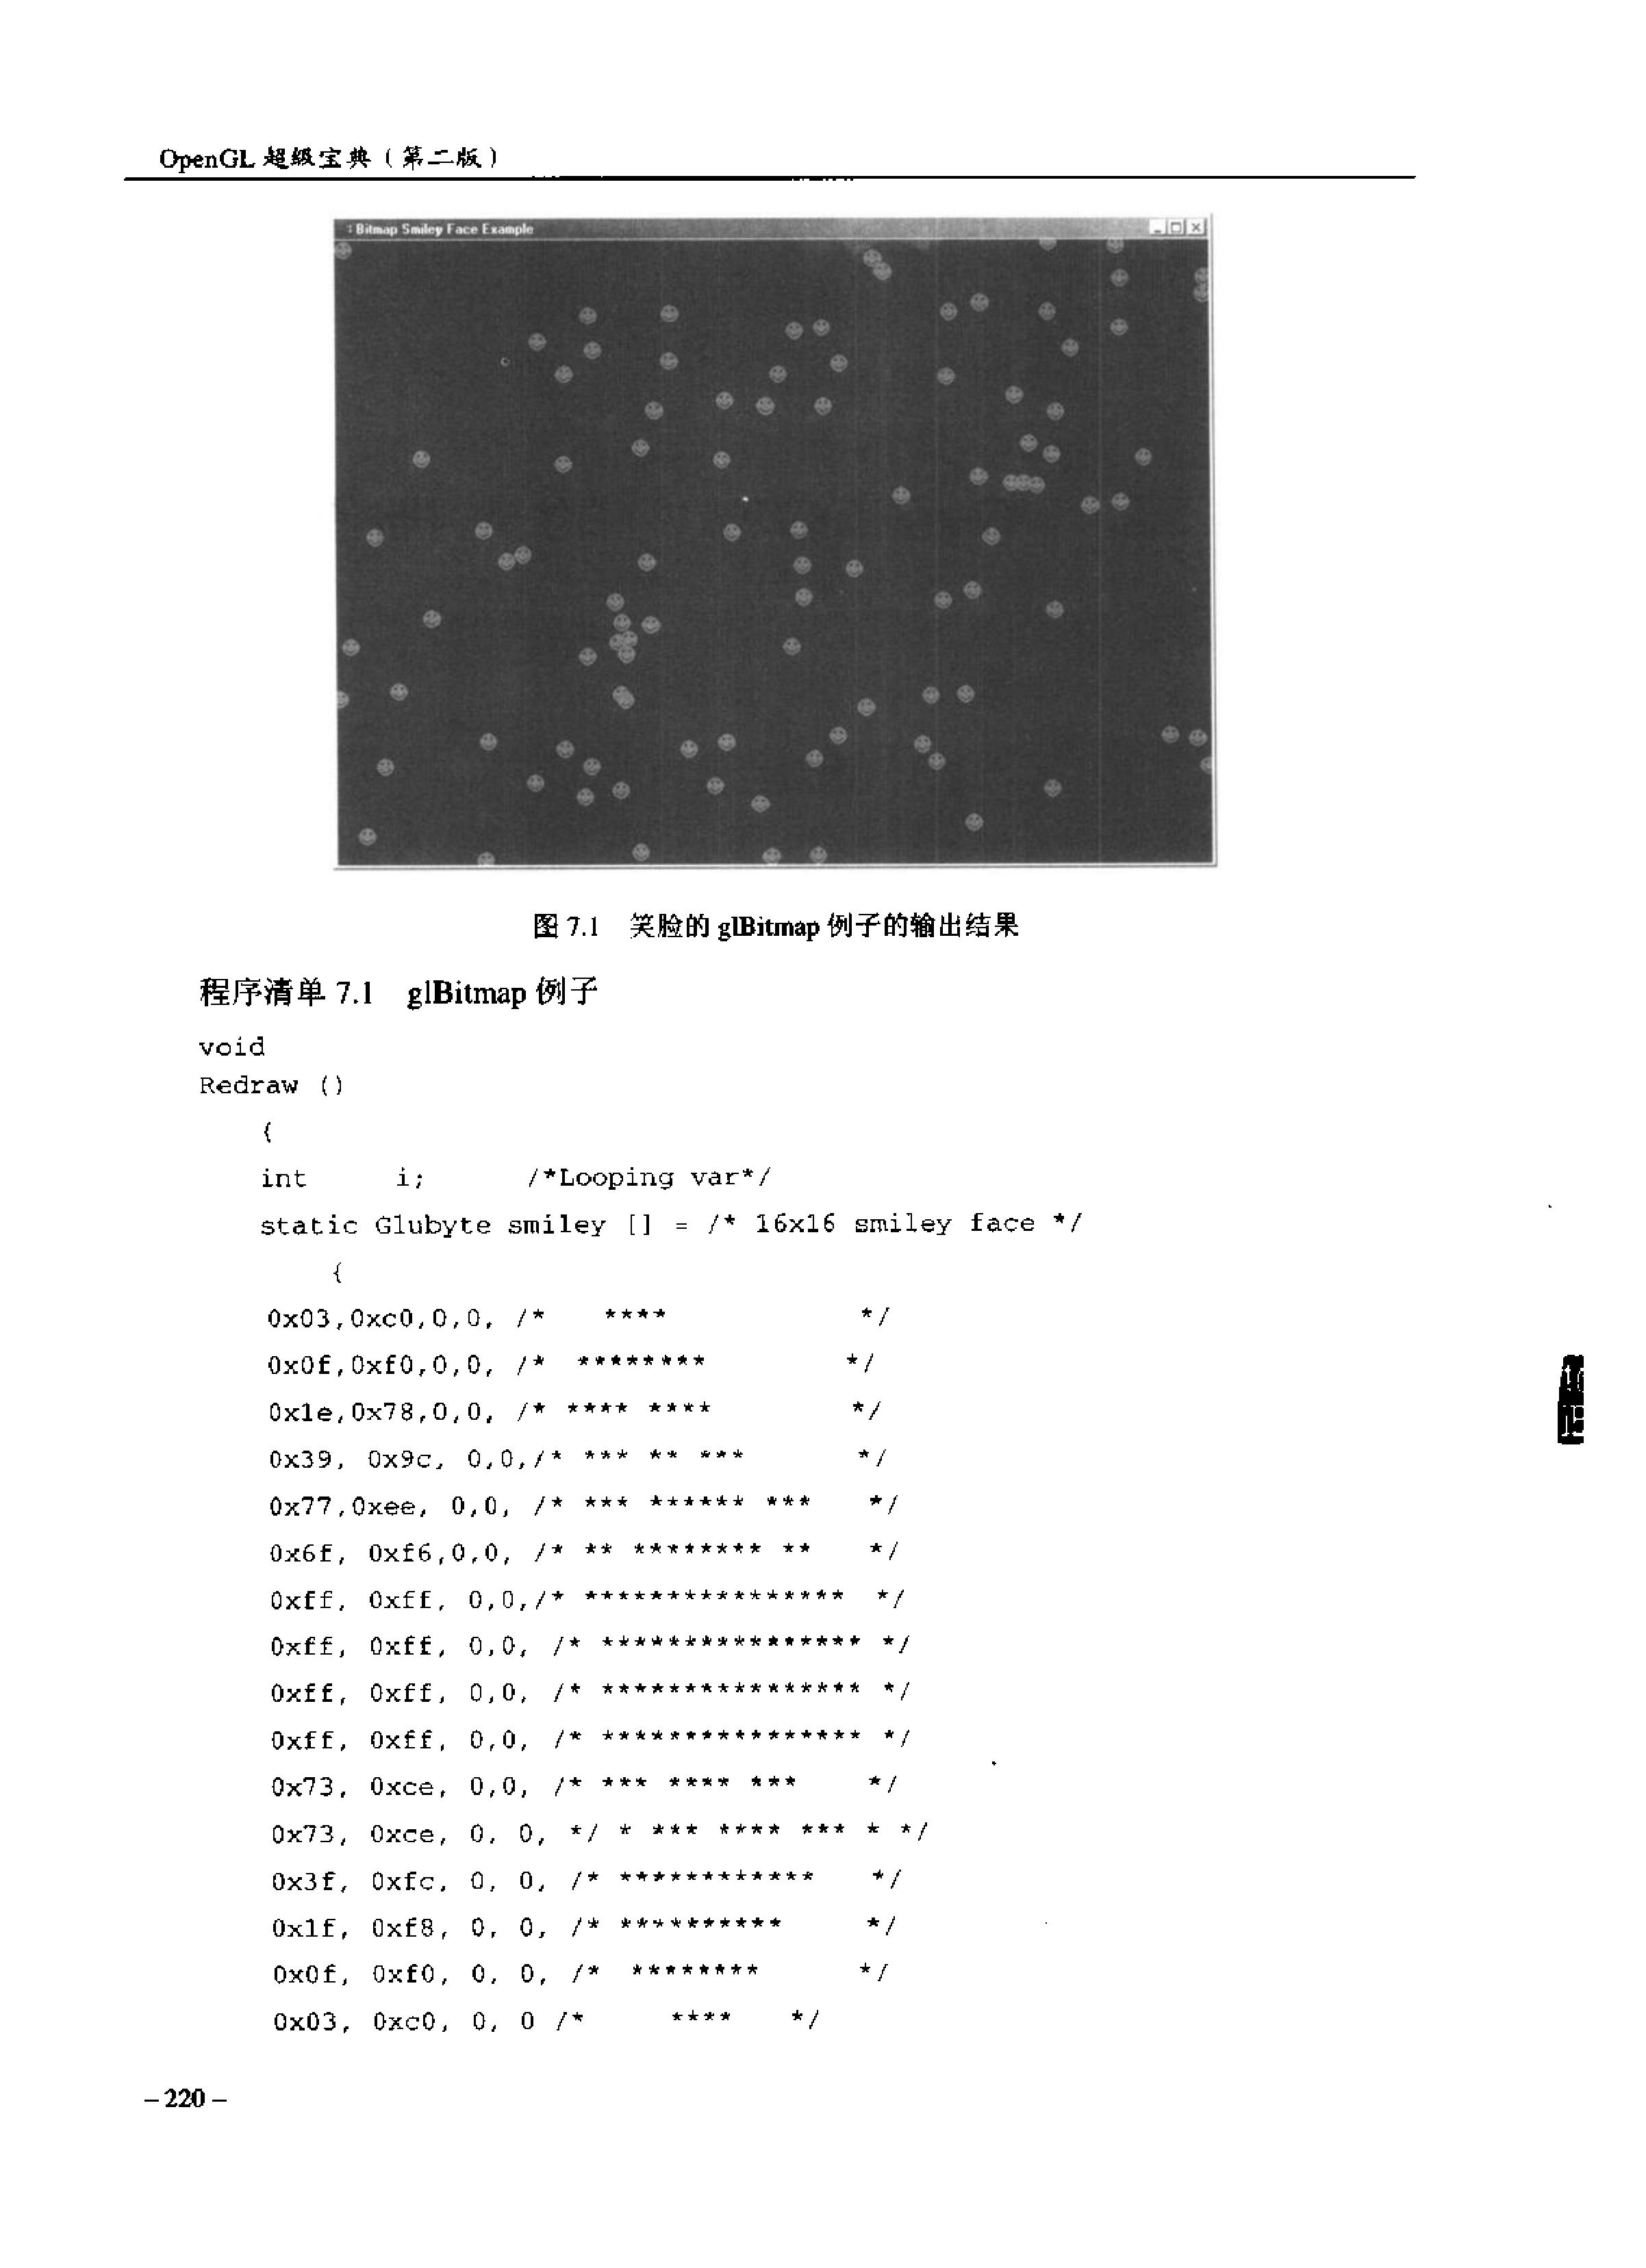 OpenGL 超级宝典（第二版）
Bitmap Smiley Face Example
图 7.1 笑脸的 glBitmap 例子的输出结果
程序清单 7.1 glBitmap 例子
void
Redraw ()
{
int i; /*Looping var*/
static Glubyte smiley [] = /* 16x16 smiley face */
{
0x03,0xc0,0,0, /* **** */
0x0f,0xf0,0,0, /* ******** */
0x1e,0x78,0,0, /* **** **** */
0x39, 0x9c, 0,0,/* *** ** *** */
0x77,0xee, 0,0, /* *** ****** *** */
0x6f, 0xf6,0,0, /* ** ******** ** */
0xff, 0xff, 0,0,/* **************** */
0xff, 0xff, 0,0, /* **************** */
0xff, 0xff, 0,0, /* **************** */
0xff, 0xff, 0,0, /* **************** */
0x73, 0xce, 0,0, /* *** **** *** */
0x73, 0xce, 0, 0, */ * *** **** *** * */
0x3f, 0xfc, 0, 0, /* ************ */
0x1f, 0xf8, 0, 0, /* ********** */
0x0f, 0xf0, 0, 0, /* ******** */
0x03, 0xc0, 0, 0 /* **** */
– 220 –